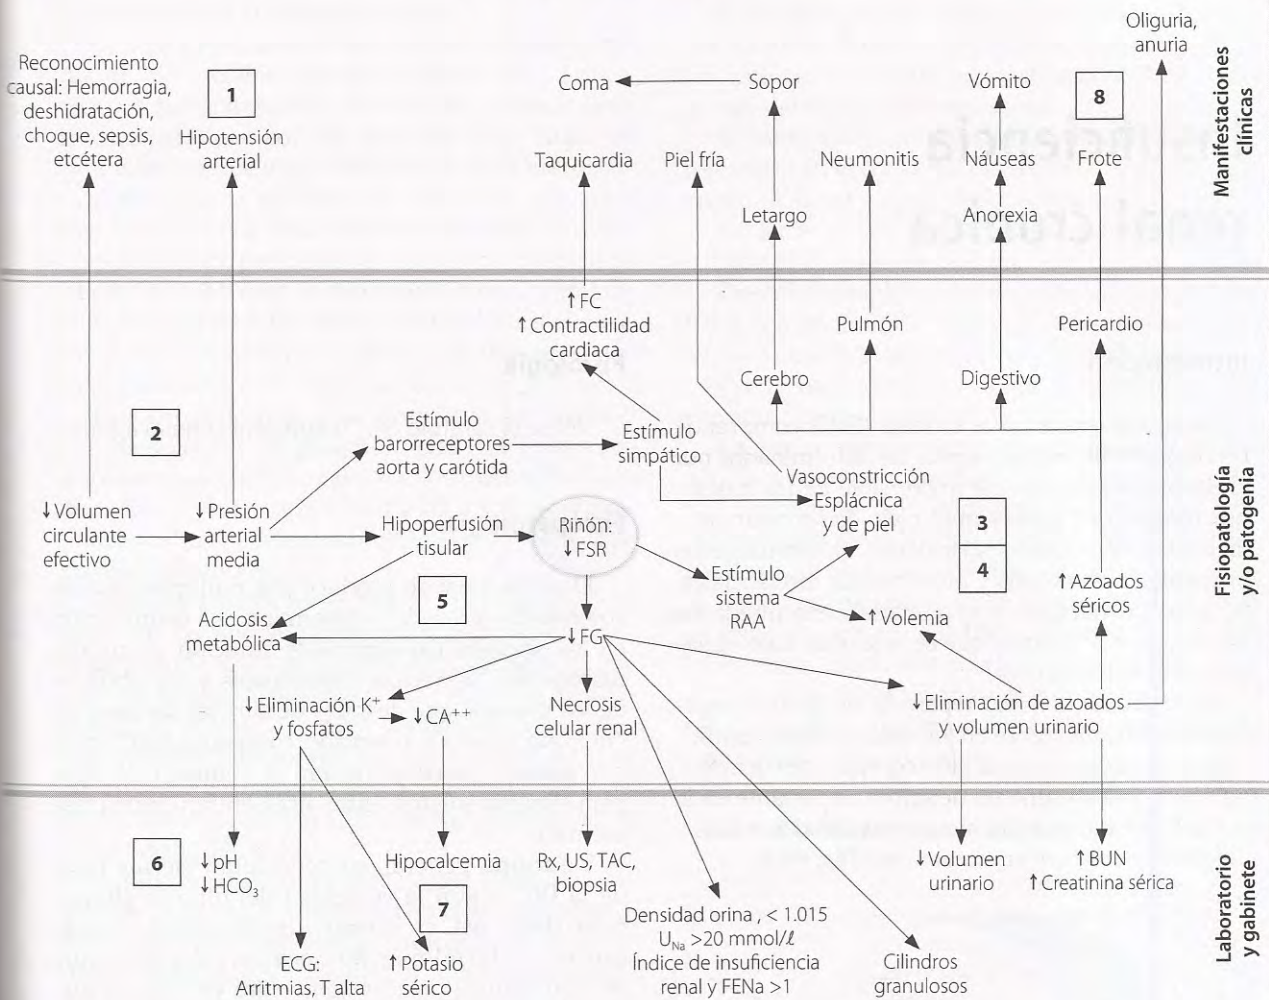 Oliguria,
anuria
Reconocimiento
causal: Hemorragia,
deshidratación,
choque, sepsis,
etcétera
1
Hipotensión
arterial
Coma
Sopor
Vómito
8
Taquicardia
Piel fría
Neumonitis
Náuseas
Frote
Letargo
Anorexia
Manifestaciones
clínicas
↑ FC
↑ Contractilidad
cardiaca
Pulmón
Pericardio
Cerebro
Digestivo
2
Estímulo
barorreceptores
aorta y carótida
Estímulo
simpático
Vasoconstricción
Esplácnica
y de piel
3
4
↓ Volumen
circulante
efectivo
↓ Presión
arterial
media
Hipoperfusión
tisular
Riñón:
↓ FSR
Estímulo
sistema
RAA
↑ Volemia
↑ Azoados
séricos
5
Acidosis
metabólica
↓ FG
↓ Eliminación K+
y fosfatos
↓ CA++
Necrosis
celular renal
↓ Eliminación de azoados
y volumen urinario
Fisiopatología
y/o patogenia
6
↓ pH
↓ HCO3
Hipocalcemia
7
Rx, US, TAC,
biopsia
↓ Volumen
urinario
↑ BUN
↑ Creatinina sérica
ECG:
Arritmias, T alta
↑ Potasio
sérico
Densidad orina , < 1.015
UNa >20 mmol/ℓ
Índice de insuficiencia
renal y FENa >1
Cilindros
granulosos
Laboratorio
y gabinete